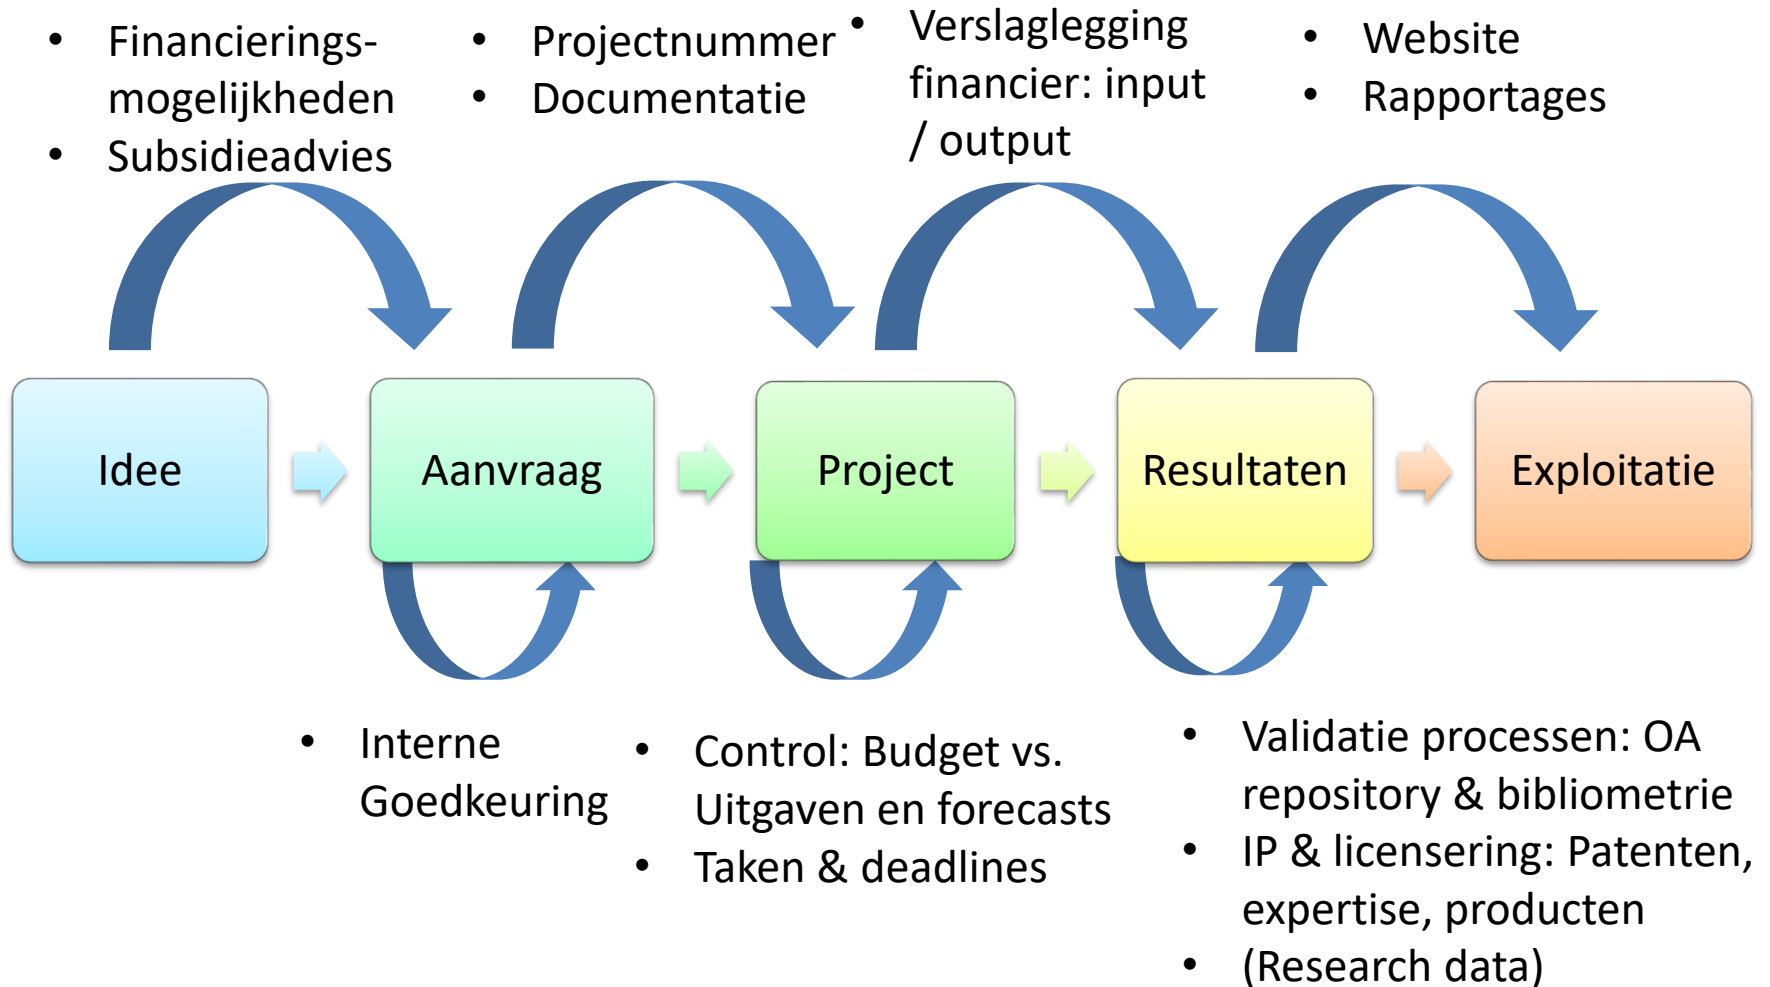 • Financierings-
mogelijkheden
• Subsidieadvies
• Projectnummer
• Documentatie
• Verslaglegging
financier: input
/ output
• Website
• Rapportages
Idee
Aanvraag
Project
Resultaten
Exploitatie
• Interne
Goedkeuring
• Control: Budget vs.
Uitgaven en forecasts
• Taken & deadlines
• Validatie processen: OA
repository & bibliometrie
• IP & licensering: Patenten,
expertise, producten
• (Research data)